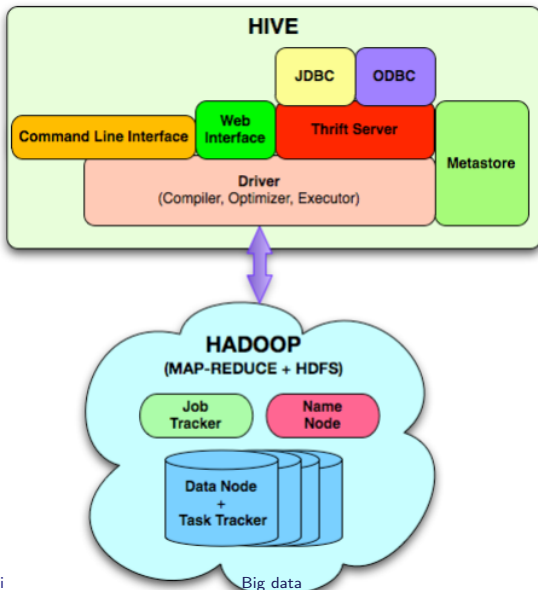 HIVE
JDBC
ODBC
Command Line Interface
Web
Interface
Thrift Server
Metastore
Driver
(Compiler, Optimizer, Executor)
HADOOP
(MAP-REDUCE + HDFS)
Job
Tracker
Name
Node
Data Node
+
Task Tracker
i
Big data